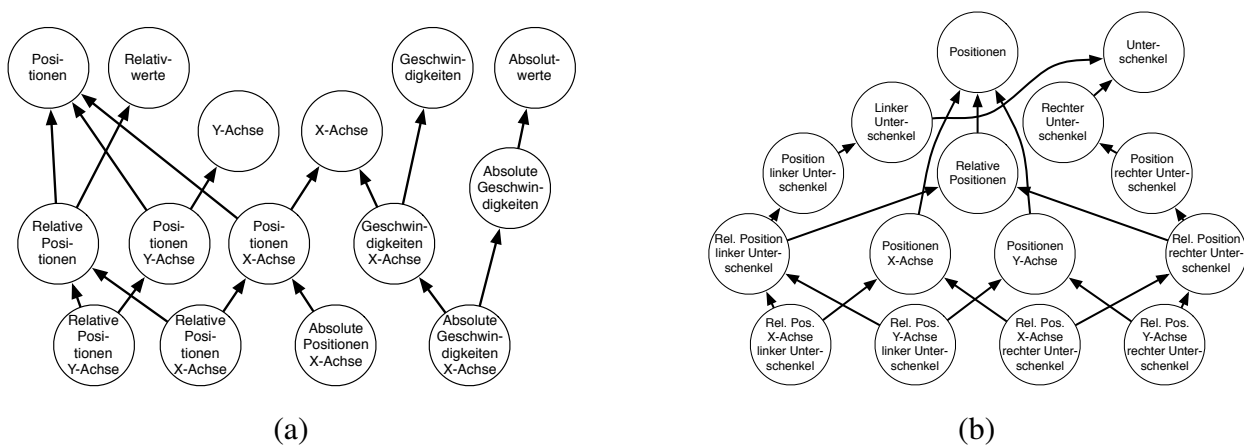 Posi-
tionen
Relativ-
werte
Geschwin-
digkeiten
Absolut-
werte
Y-Achse
X-Achse
Absolute
Geschwin-
digkeiten
Relative
Posi-
tionen
Posi-
tionen
Y-Achse
Posi-
tionen
X-Achse
Geschwin-
digkeiten
X-Achse
Relative
Posi-
tionen
Y-Achse
Relative
Posi-
tionen
X-Achse
Absolute
Positionen
X-Achse
Absolute
Geschwin-
digkeiten
X-Achse
(a)
Positionen
Unter-
schenkel
Linker
Unter-
schenkel
Rechter
Unter-
schenkel
Position
linker Unter-
schenkel
Relative
Positionen
Position
rechter Unter-
schenkel
Rel. Position
linker Unter-
schenkel
Positionen
X-Achse
Positionen
Y-Achse
Rel. Position
rechter Unter-
schenkel
Rel. Pos.
X-Achse
linker Unter-
schenkel
Rel. Pos.
Y-Achse
linker Unter-
schenkel
Rel. Pos.
X-Achse
rechter Unter-
schenkel
Rel. Pos.
Y-Achse
rechter Unter-
schenkel
(b)